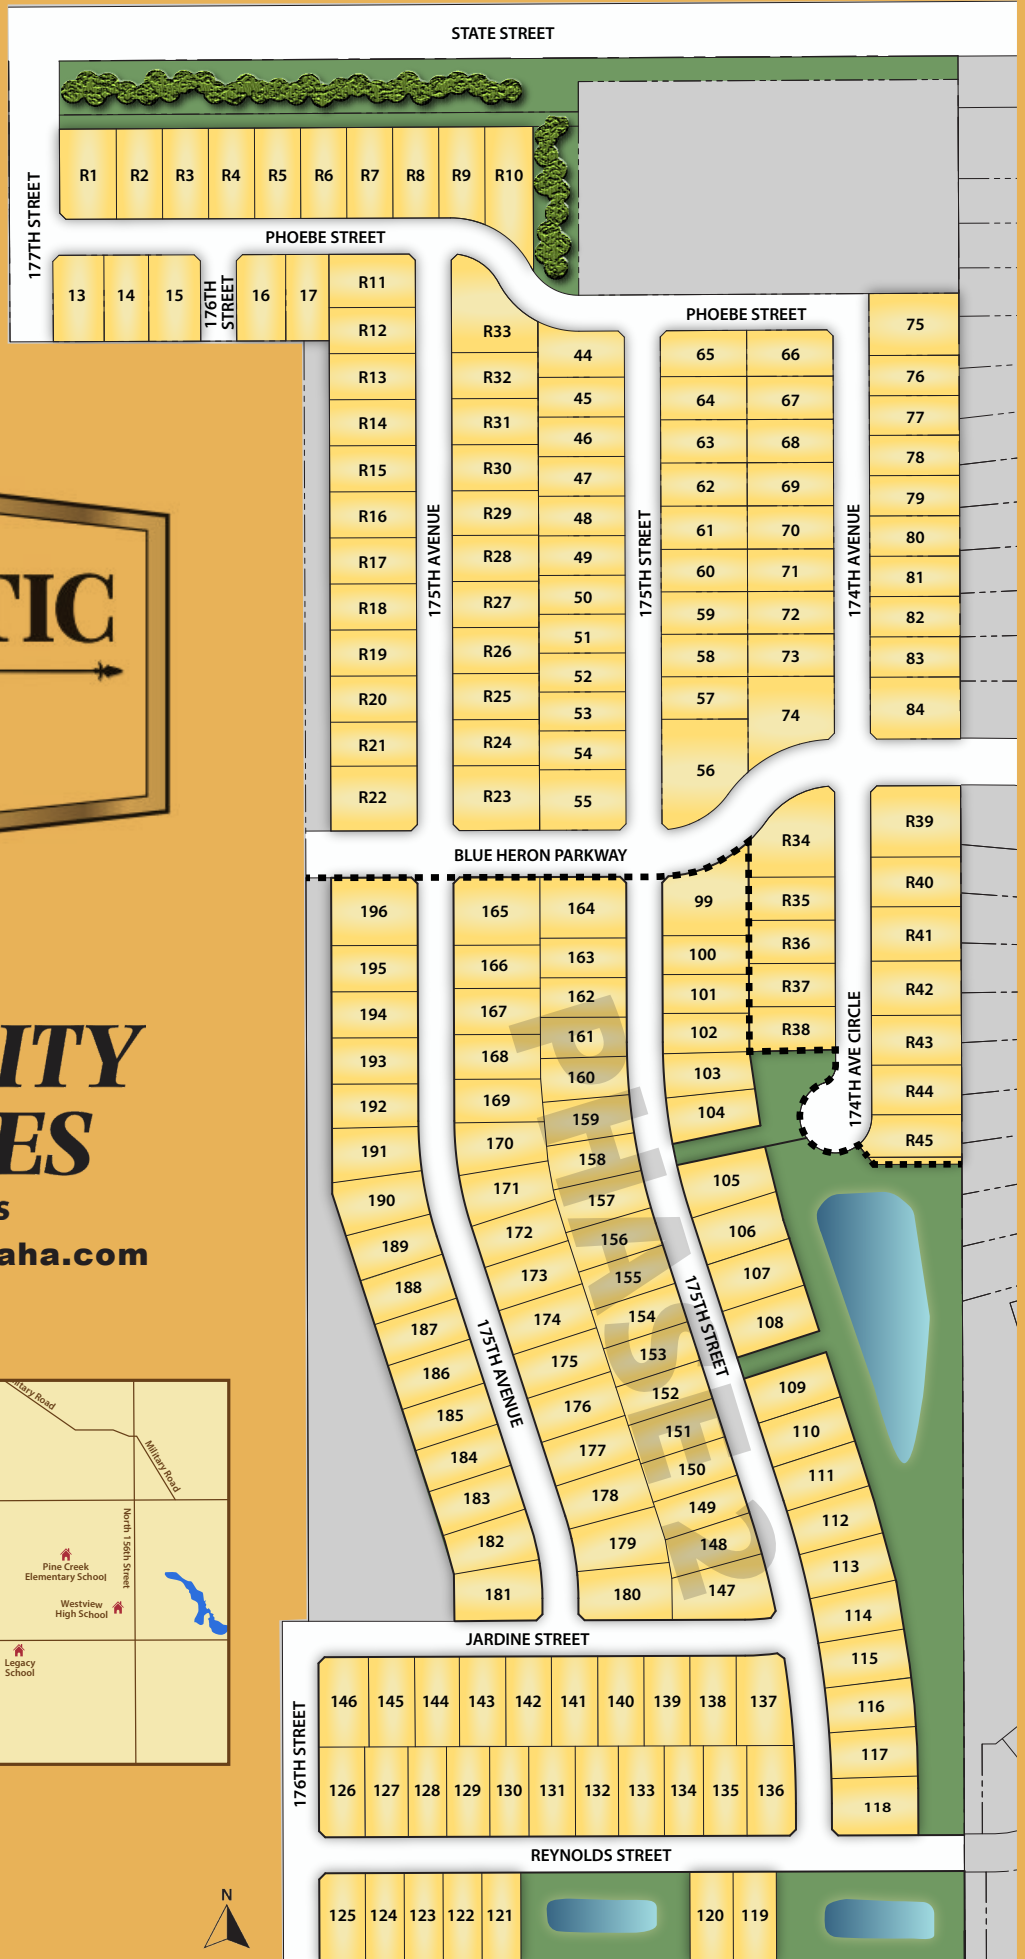 STATE STREET
177TH STREET
R1 R2 R3 R4 R5 R6 R7 R8 R9 R10
PHOEBE STREET
13 14 15
176TH
STREET
16 17
R11
R12
R13
R14
R15
R16
R17
R18
R19
R20
R21
R22
175TH AVENUE
R33
R32
R31
R30
R29
R28
R27
R26
R25
R24
R23
44
45
46
47
48
49
50
51
52
53
54
55
175TH STREET
PHOEBE STREET
65 66
64 67
63 68
62 69
61 70
60 71
59 72
58 73
57 74
56
174TH AVENUE
75
76
77
78
79
80
81
82
83
84
TIC
BLUE HERON PARKWAY
R34
R35
R36
R37
R38
174TH AVE CIRCLE
R39
R40
R41
R42
R43
R44
R45
196
195
194
193
192
191
190
189
188
187
186
185
184
183
182
181
175TH AVENUE
165
166
167
168
169
170
171
172
173
174
175
176
177
178
179
180
164
163
162
161
160
159
158
157
156
155
154
153
152
151
150
149
148
147
PHASE 2
175TH STREET
99
100
101
102
103
104
105
106
107
108
109
110
111
112
113
114
115
116
117
118
ITY
ES
s
aha.com
itary Road
Military Road
North 156th Street
Pine Creek
Elementary School
Westview
High School
Legacy
School
JARDINE STREET
176TH STREET
146 145 144 143 142 141 140 139 138 137
126 127 128 129 130 131 132 133 134 135 136
REYNOLDS STREET
125 124 123 122 121
120 119
N